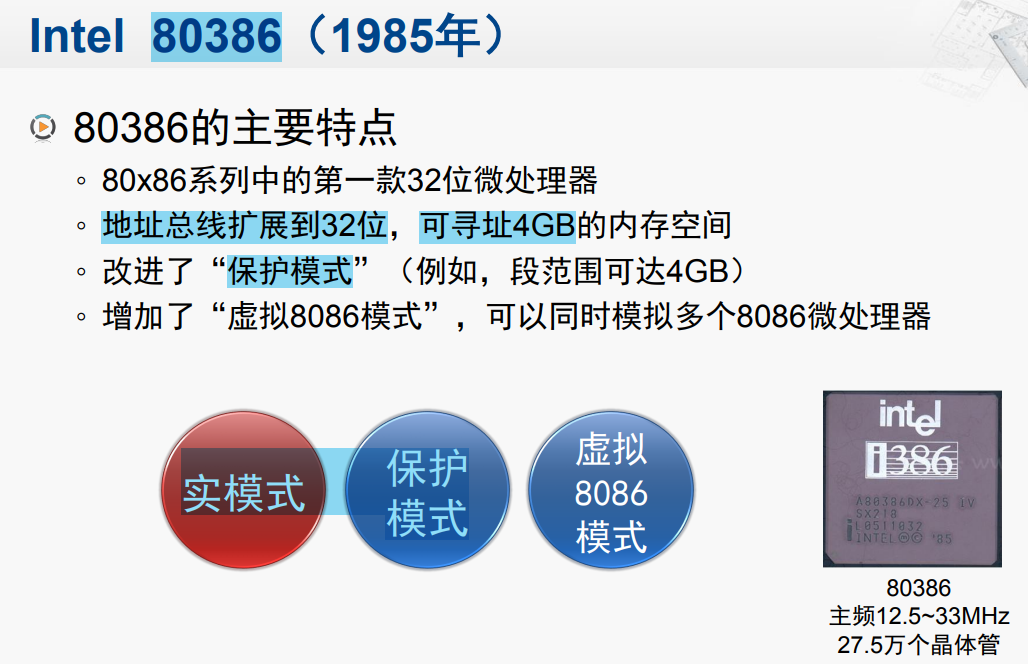 Intel 80386（1985年）
80386的主要特点
80x86系列中的第一款32位微处理器
地址总线扩展到32位，可寻址4GB的内存空间
改进了“保护模式”（例如，段范围可达4GB）
增加了“虚拟8086模式”，可以同时模拟多个8086微处理器
实模式
保护
模式
虚拟
8086
模式
intel
i386
A80386DX-25 IV
SX218
L0511032
INTEL Ⓜ © '85
80386
主频12.5~33MHz
27.5万个晶体管